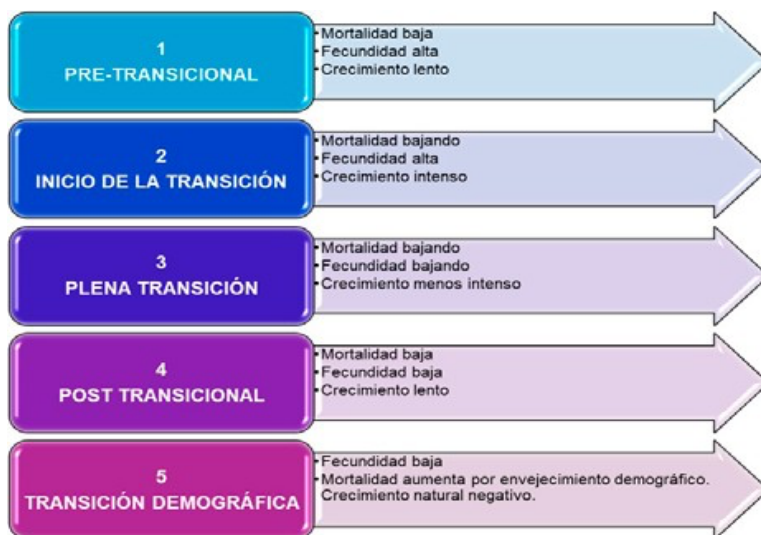 1
PRE-TRANSICIONAL
• Mortalidad baja
• Fecundidad alta
• Crecimiento lento
2
INICIO DE LA TRANSICIÓN
• Mortalidad bajando
• Fecundidad alta
• Crecimiento intenso
3
PLENA TRANSICIÓN
• Mortalidad bajando
• Fecundidad bajando
• Crecimiento menos intenso
4
POST TRANSICIONAL
• Mortalidad baja
• Fecundidad baja
• Crecimiento lento
5
TRANSICIÓN DEMOGRÁFICA
• Fecundidad baja
• Mortalidad aumenta por envejecimiento demográfico.
Crecimiento natural negativo.